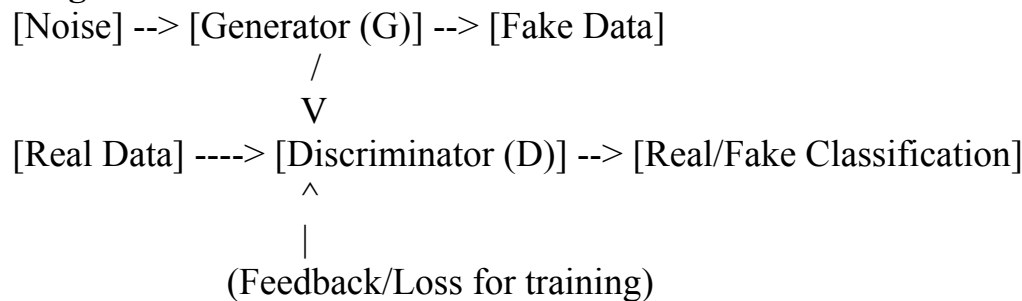 [Noise] --> [Generator (G)] --> [Fake Data]
/
V
[Real Data] ----> [Discriminator (D)] --> [Real/Fake Classification]
^
|
(Feedback/Loss for training)